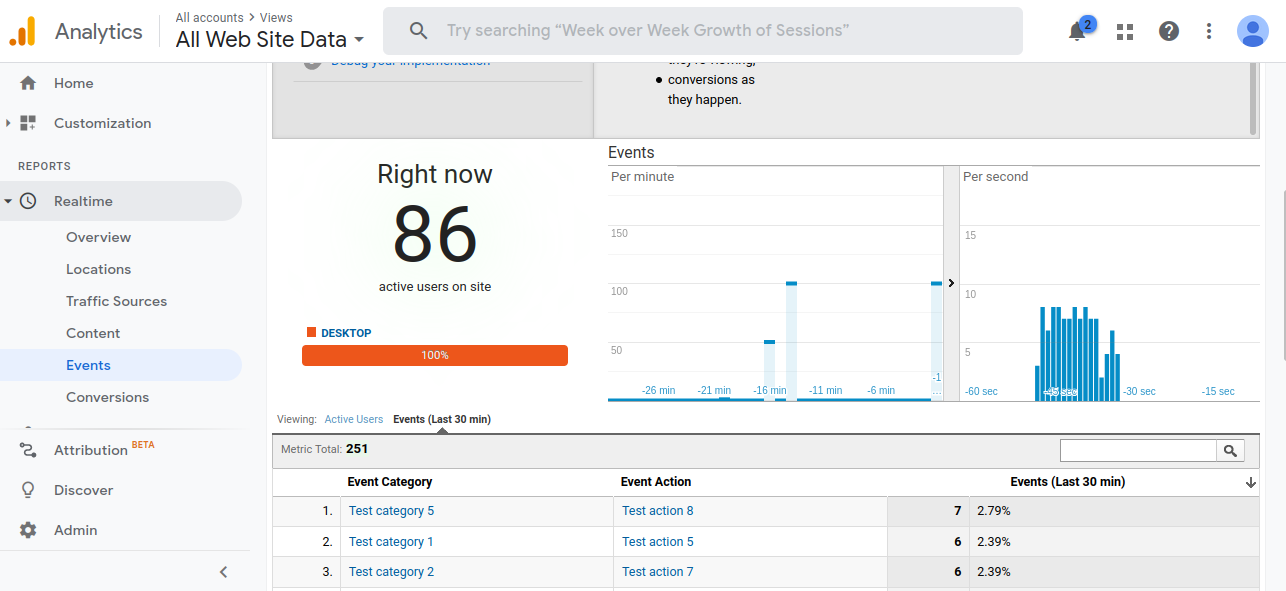 Analytics
All accounts > Views
All Web Site Data
Try searching “Week over Week Growth of Sessions”
2
Home
Customization
REPORTS
Realtime
Overview
Locations
Traffic Sources
Content
Events
Conversions
Attribution BETA
Discover
Admin
Debug your implementation
they're viewing,
conversions as
they happen.
Right now
86
active users on site
DESKTOP
100%
Events
Per minute
150
100
50
-26 min
-21 min
-16 min
-11 min
-6 min
-1
...
Per second
15
10
5
-60 sec
-45 sec
-30 sec
-15 sec
Viewing: Active Users Events (Last 30 min)
Metric Total: 251
Event Category Event Action Events (Last 30 min)
1. Test category 5 Test action 8 7 2.79%
2. Test category 1 Test action 5 6 2.39%
3. Test category 2 Test action 7 6 2.39%